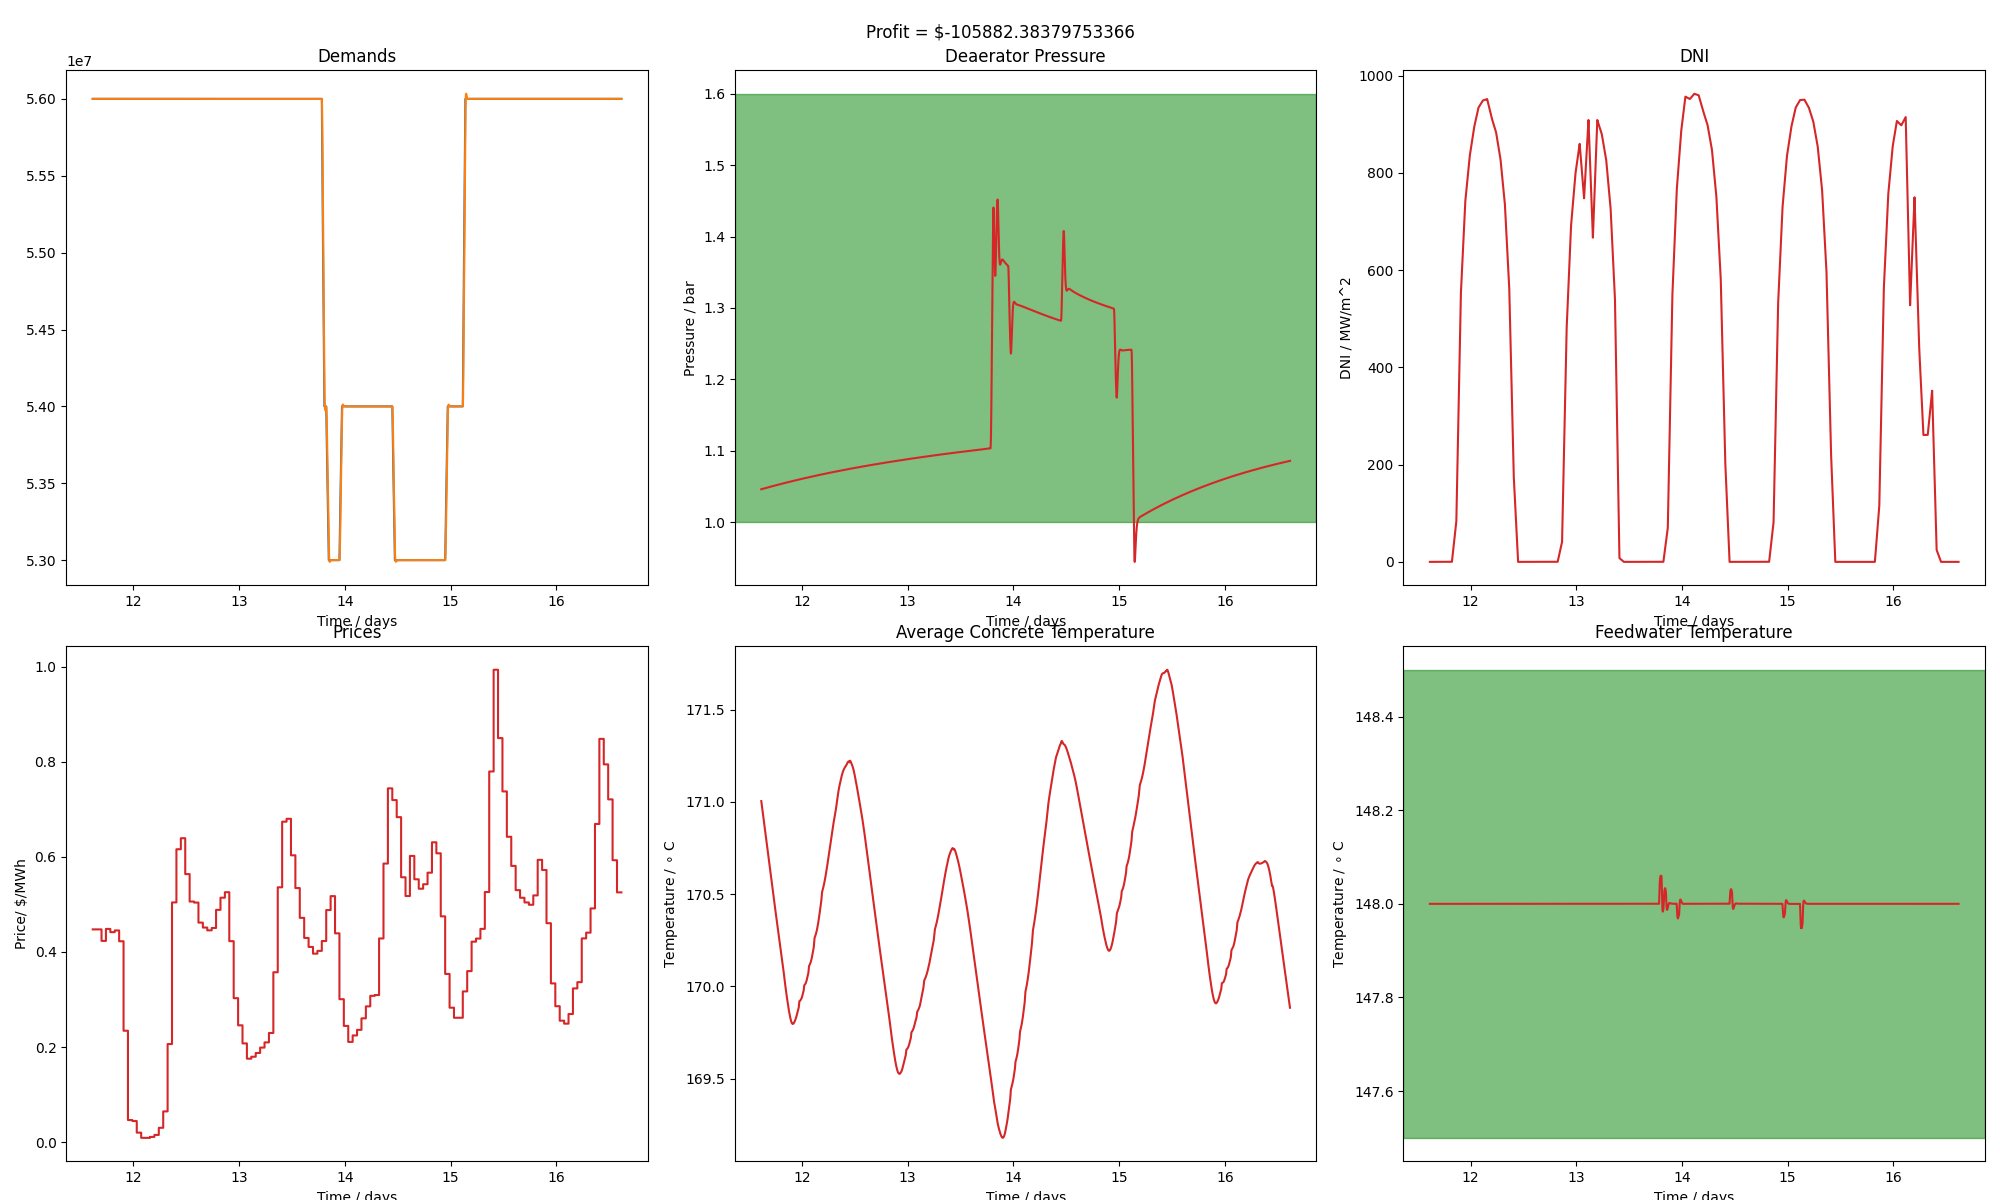 Profit = $-105882.38379753366
Demands
1e7
5.60
5.55
5.50
5.45
5.40
5.35
5.30
12 13 14 15 16
Time / days
Deaerator Pressure
Pressure / bar
1.6
1.5
1.4
1.3
1.2
1.1
1.0
12 13 14 15 16
Time / days
DNI
DNI / MW/m^2
1000
800
600
400
200
0
12 13 14 15 16
Time / days
Prices
Price/ $/MWh
1.0
0.8
0.6
0.4
0.2
0.0
12 13 14 15 16
Time / days
Average Concrete Temperature
Temperature / ∘ C
171.5
171.0
170.5
170.0
169.5
12 13 14 15 16
Time / days
Feedwater Temperature
Temperature / ∘ C
148.4
148.2
148.0
147.8
147.6
12 13 14 15 16
Time / days